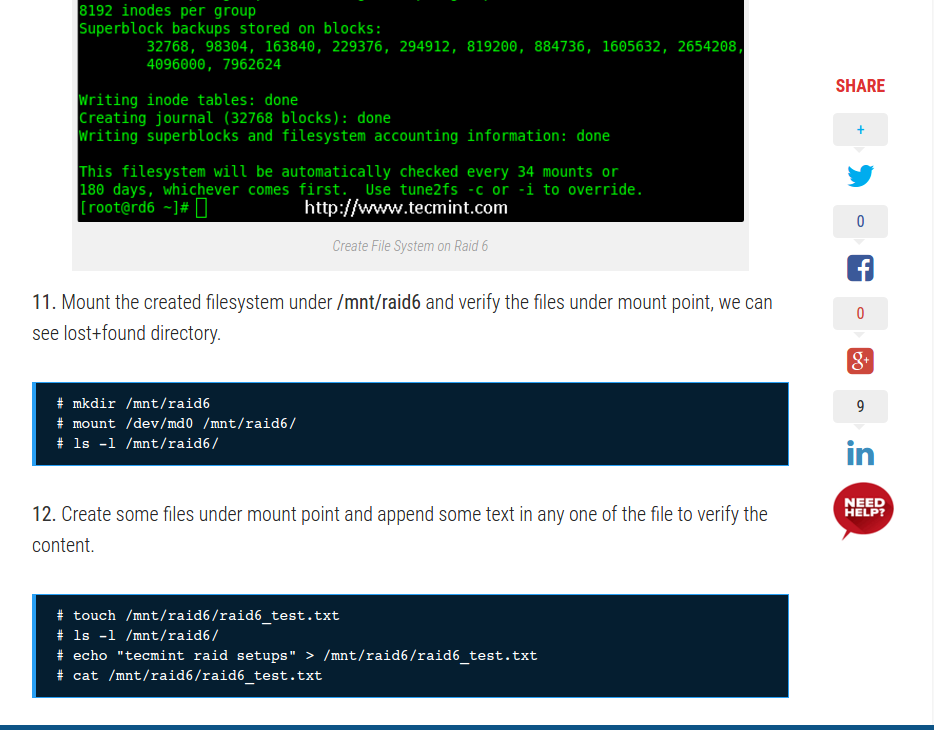 8192 inodes per group
Superblock backups stored on blocks:
32768, 98304, 163840, 229376, 294912, 819200, 884736, 1605632, 2654208,
4096000, 7962624
Writing inode tables: done
Creating journal (32768 blocks): done
Writing superblocks and filesystem accounting information: done
This filesystem will be automatically checked every 34 mounts or
180 days, whichever comes first.  Use tune2fs -c or -i to override.
[root@rd6 ~]#
http://www.tecmint.com
Create File System on Raid 6
11. Mount the created filesystem under /mnt/raid6 and verify the files under mount point, we can
see lost+found directory.
# mkdir /mnt/raid6
# mount /dev/md0 /mnt/raid6/
# ls -l /mnt/raid6/
12. Create some files under mount point and append some text in any one of the file to verify the
content.
# touch /mnt/raid6/raid6_test.txt
# ls -l /mnt/raid6/
# echo "tecmint raid setups" > /mnt/raid6/raid6_test.txt
# cat /mnt/raid6/raid6_test.txt
SHARE
+
0
f
0
g+
9
in
NEED
HELP?